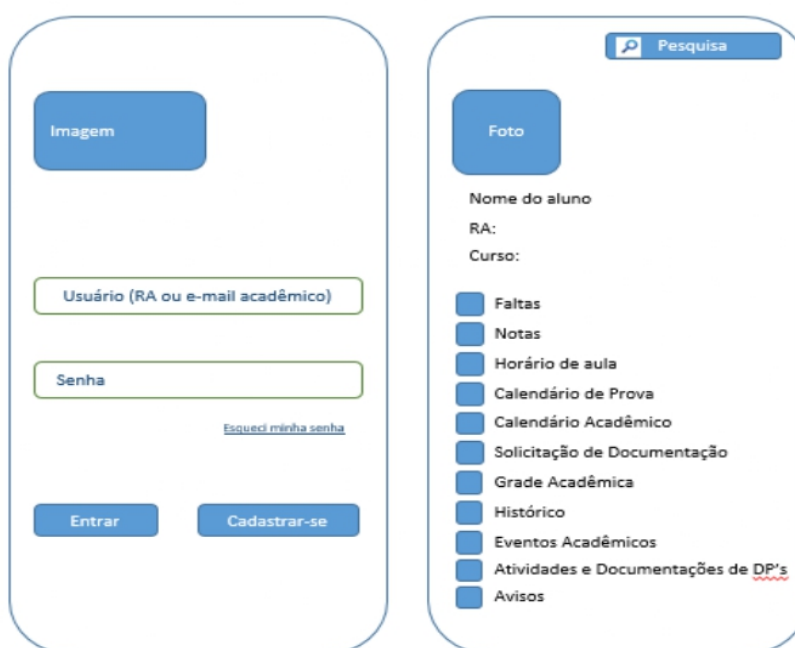 Imagem
Usuário (RA ou e-mail acadêmico)
Senha
Esqueci minha senha
Entrar
Cadastrar-se
Pesquisa
Foto
Nome do aluno
RA:
Curso:
Faltas
Notas
Horário de aula
Calendário de Prova
Calendário Acadêmico
Solicitação de Documentação
Grade Acadêmica
Histórico
Eventos Acadêmicos
Atividades e Documentações de DP's
Avisos